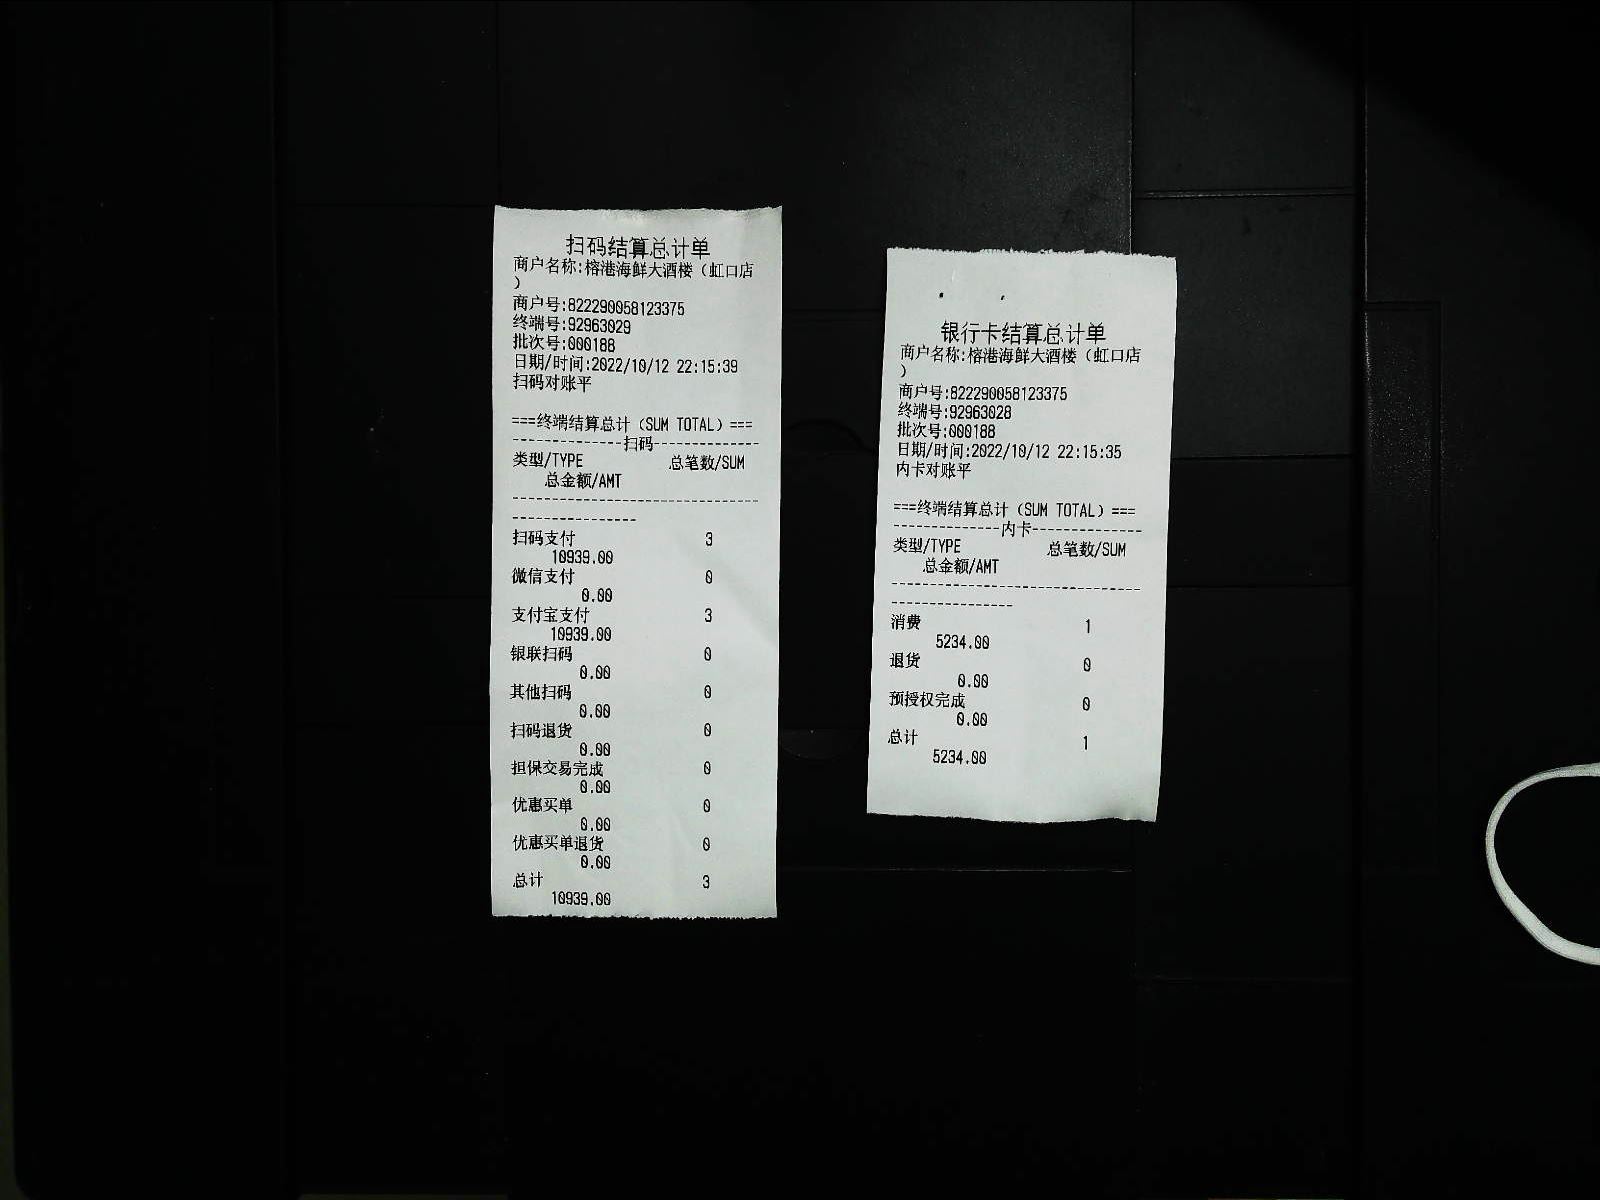 扫码结算总计单
商户名称:榕港海鲜大酒楼（虹口店
）
商户号:822290058123375
终端号:92963029
批次号:000188
日期/时间:2022/10/12 22:15:39
扫码对账平
===终端结算总计（SUM TOTAL）===
--------------扫码--------------
类型/TYPE 总笔数/SUM
总金额/AMT
--------------------------------
----------------
扫码支付 3
10939.00
微信支付 0
0.00
支付宝支付 3
10939.00
银联扫码 0
0.00
其他扫码 0
0.00
扫码退货 0
0.00
担保交易完成 0
0.00
优惠买单 0
0.00
优惠买单退货 0
0.00
总计 3
10939.00
银行卡结算总计单
商户名称:榕港海鲜大酒楼（虹口店
）
商户号:822290058123375
终端号:92963028
批次号:000188
日期/时间:2022/10/12 22:15:35
内卡对账平
===终端结算总计（SUM TOTAL）===
--------------内卡--------------
类型/TYPE 总笔数/SUM
总金额/AMT
--------------------------------
----------------
消费 1
5234.00
退货 0
0.00
预授权完成 0
0.00
总计 1
5234.00